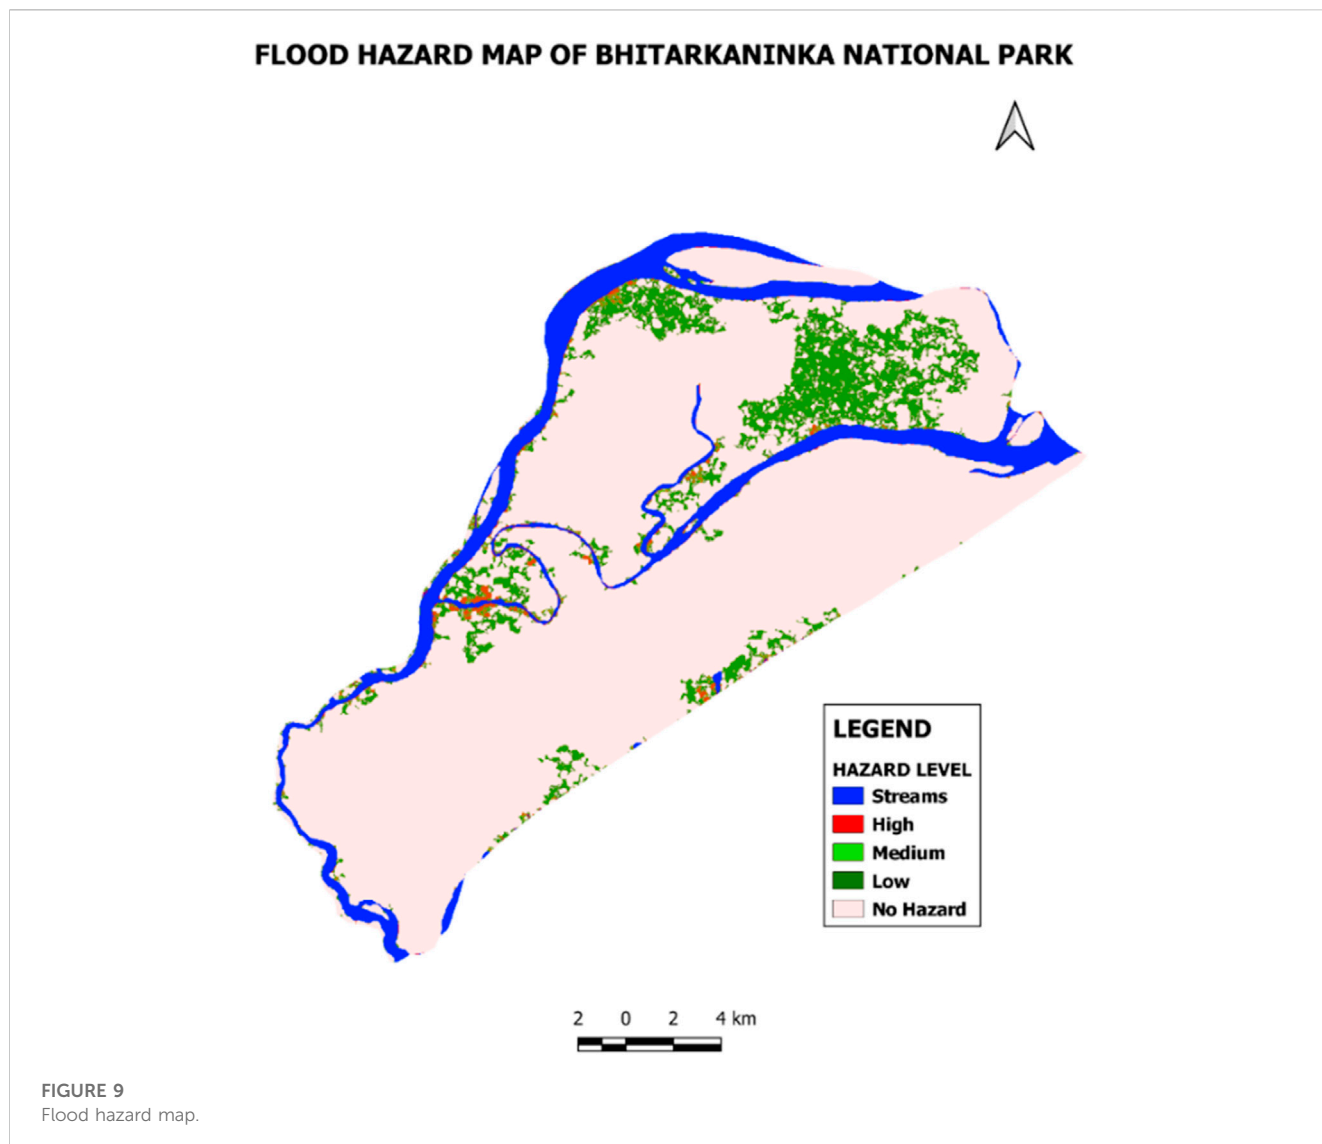 FLOOD HAZARD MAP OF BHITARKANINKA NATIONAL PARK
LEGEND
HAZARD LEVEL
Streams
High
Medium
Low
No Hazard
2 0 2 4 km
FIGURE 9
Flood hazard map.